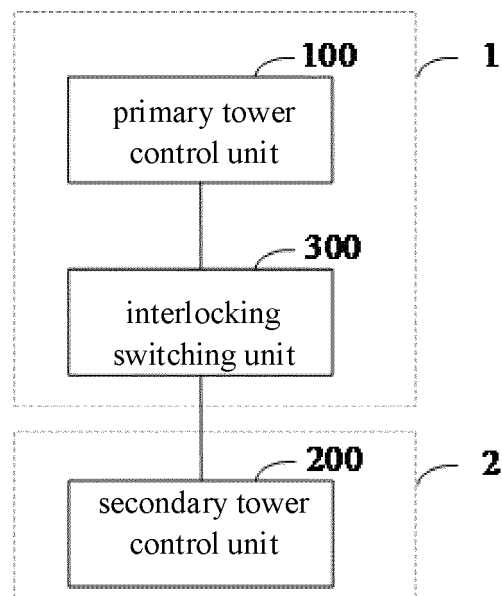 100
1
primary tower
control unit
300
interlocking
switching unit
200
2
secondary tower
control unit